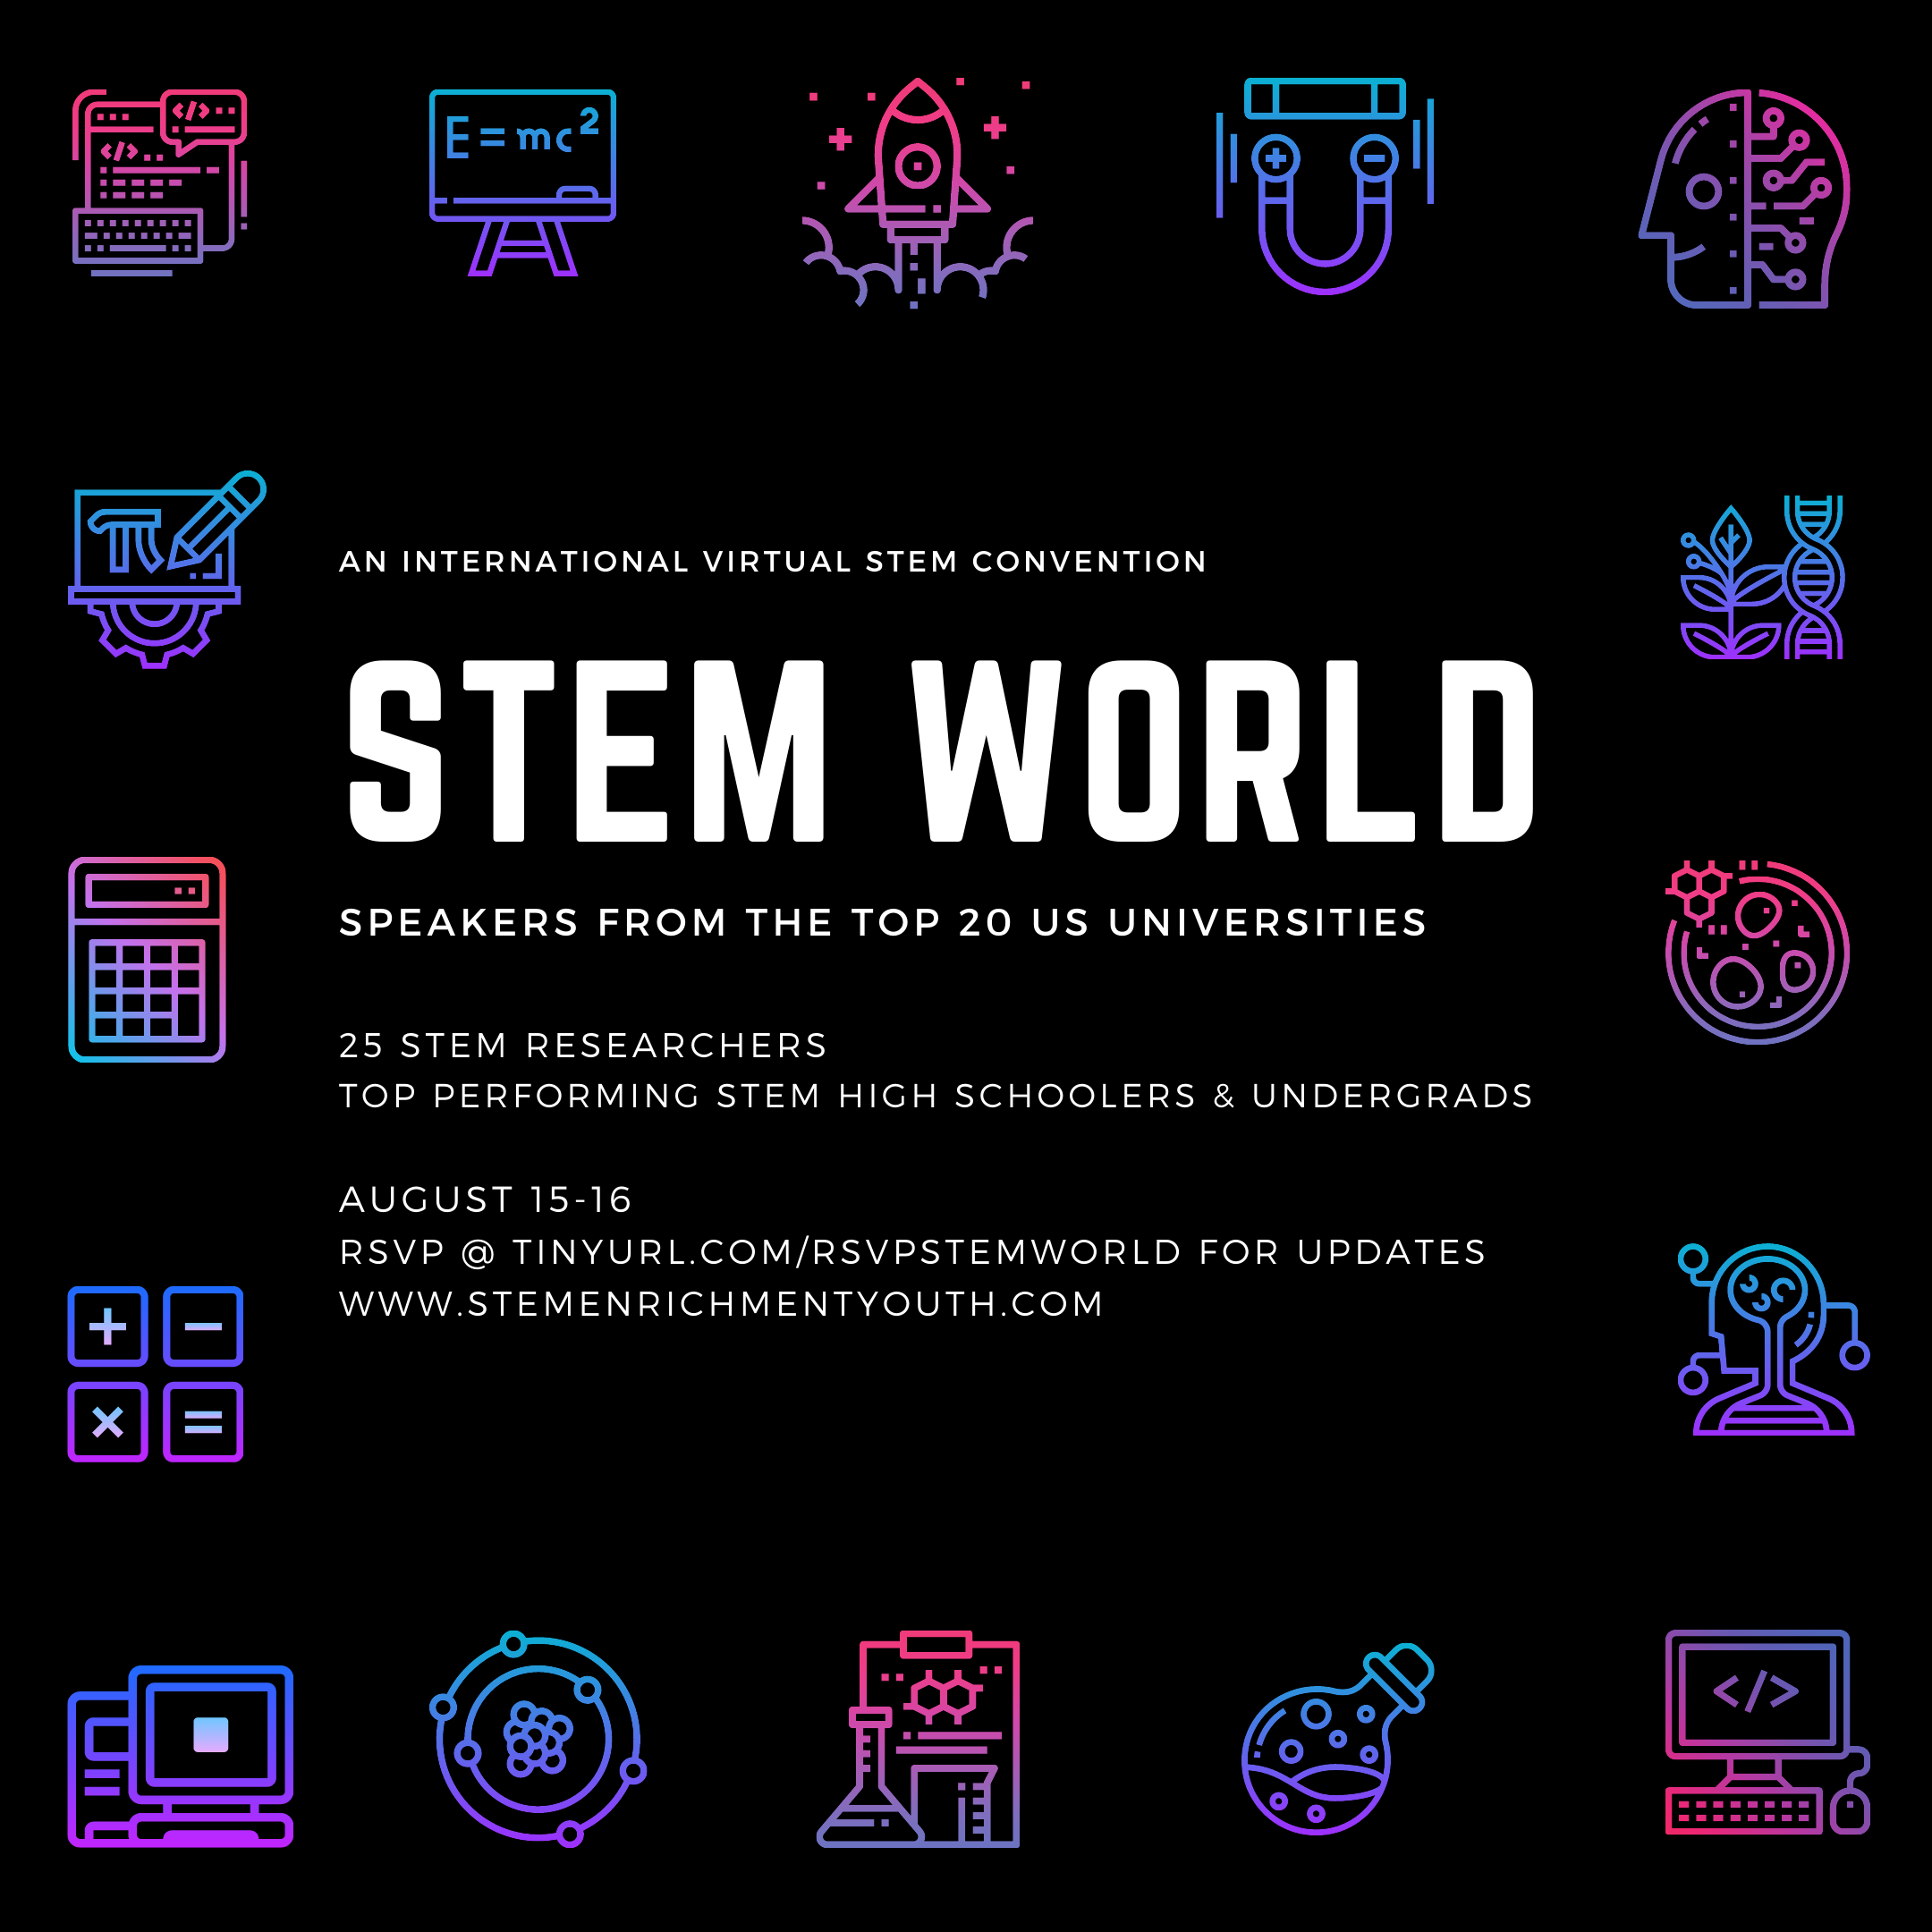 E=mc²
AN INTERNATIONAL VIRTUAL STEM CONVENTION
STEM WORLD
SPEAKERS FROM THE TOP 20 US UNIVERSITIES
25 STEM RESEARCHERS
TOP PERFORMING STEM HIGH SCHOOLERS & UNDERGRADS
AUGUST 15-16
RSVP @ TINYURL.COM/RSVPSTEMWORLD FOR UPDATES
WWW.STEMENRICHMENTYOUTH.COM